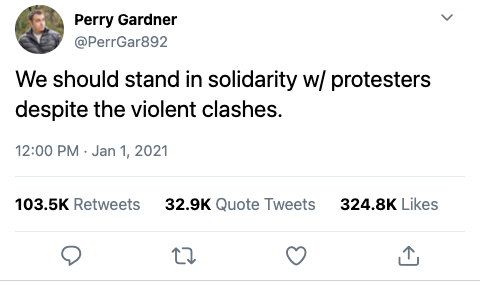 Perry Gardner
@PerrGar892
We should stand in solidarity w/ protesters
despite the violent clashes.
12:00 PM · Jan 1, 2021
103.5K Retweets 32.9K Quote Tweets 324.8K Likes